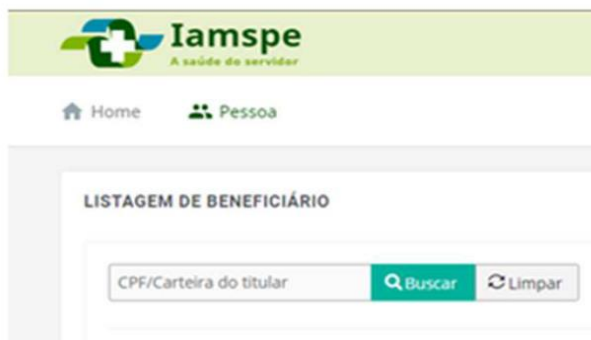 Iamspe
A saúde do servidor
Home Pessoa
LISTAGEM DE BENEFICIÁRIO
CPF/Carteira do titular Buscar Limpar